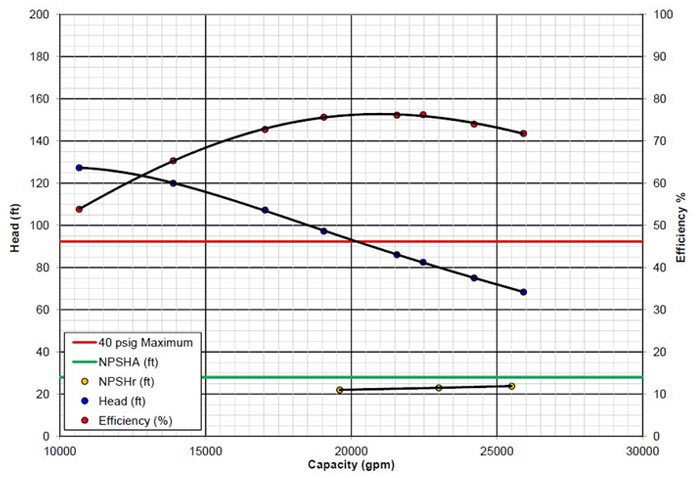 200
180
160
140
120
100
80
60
40
20
0
Head (ft)
100
90
80
70
60
50
40
30
20
10
0
Efficiency %
40 psig Maximum
NPSHA (ft)
NPSHr (ft)
Head (ft)
Efficiency (%)
10000 15000 20000 25000 30000
Capacity (gpm)